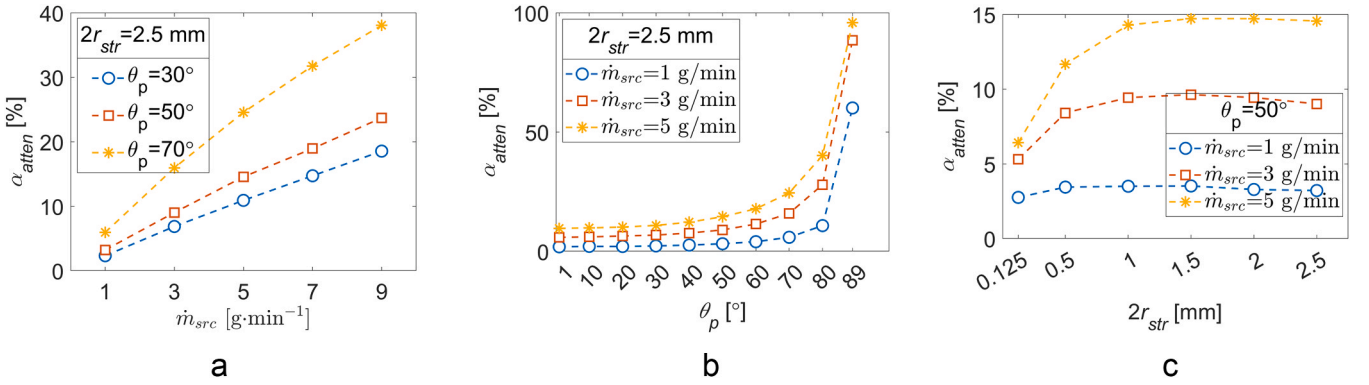 α_atten [%]
40
30
20
10
0
2r_str=2.5 mm
θ_p=30°
θ_p=50°
θ_p=70°
1 3 5 7 9
ṁ_src [g·min⁻¹]
a
α_atten [%]
100
50
0
2r_str=2.5 mm
ṁ_src=1 g/min
ṁ_src=3 g/min
ṁ_src=5 g/min
1 10 20 30 40 50 60 70 80 89
θ_p [°]
b
α_atten [%]
15
10
5
0
θ_p=50°
ṁ_src=1 g/min
ṁ_src=3 g/min
ṁ_src=5 g/min
0.125 0.5 1 1.5 2 2.5
2r_str [mm]
c